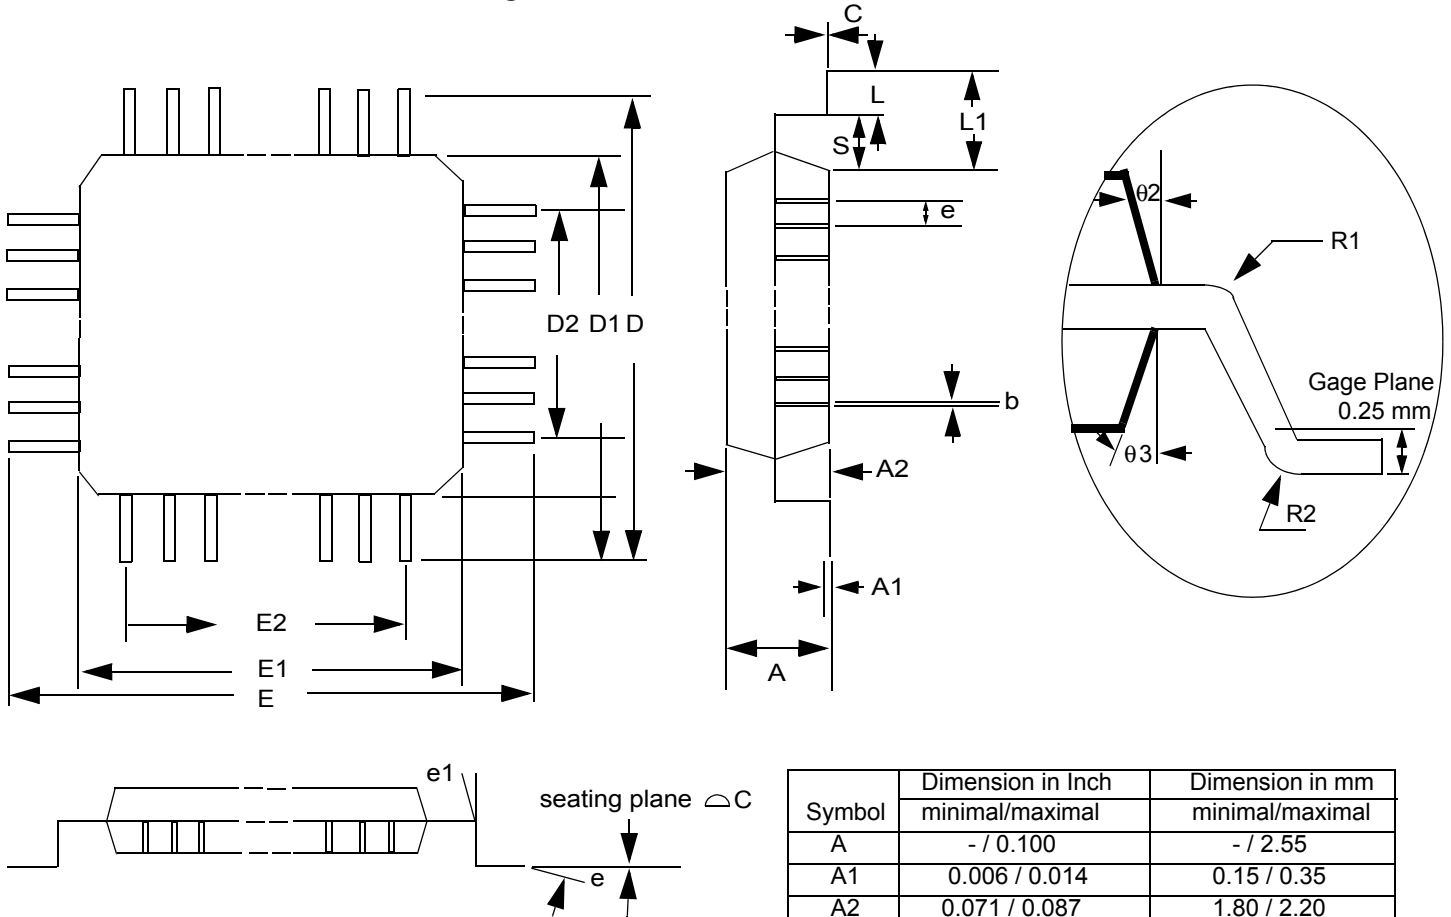 C
L
L1
S
e
θ2
R1
D2 D1 D
Gage Plane
0.25 mm
b
θ3
A2
R2
A1
E2
E1
A
E
e1
seating plane ⌓ C
e
Dimension in Inch Dimension in mm
Symbol minimal/maximal minimal/maximal
A - / 0.100 - / 2.55
A1 0.006 / 0.014 0.15 / 0.35
A2 0.071 / 0.087 1.80 / 2.20